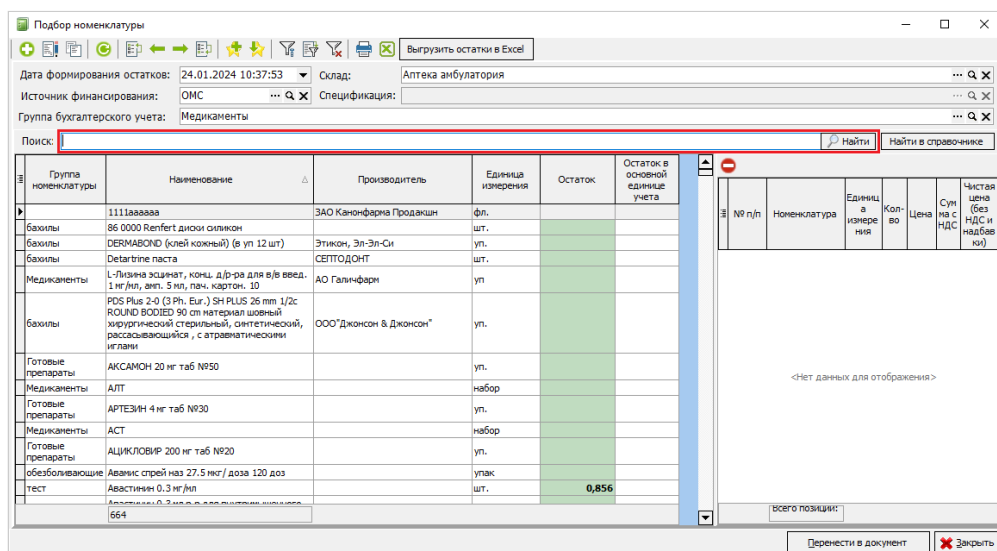 Подбор номенклатуры
Выгрузить остатки в Excel
Дата формирования остатков: 24.01.2024 10:37:53 Склад: Аптека амбулатория
Источник финансирования: ОМС Спецификация:
Группа бухгалтерского учета: Медикаменты
Поиск: Найти Найти в справочнике
Группа номенклатуры Наименование Производитель Единица измерения Остаток Остаток в основной единице учета
1111аааааа ЗАО Канонфарма Продакшн фл.
бахилы 86 0000 Renfert диски силикон шт.
бахилы DERMABOND (клей кожный) (в уп 12 шт) Этикон, Эл-Эл-Си уп.
бахилы Detartrine паста СЕПТОДОНТ шт.
Медикаменты L-Лизина эсцинат, конц. д/р-ра для в/в введ. 1 мг/мл, амп. 5 мл, пач. картон. 10 АО Галичфарм уп
бахилы PDS Plus 2-0 (3 Ph. Eur.) SH PLUS 26 mm 1/2c ROUND BODIED 90 cm материал шовный хирургический стерильный, синтетический, рассасывающийся , с атравматическими иглами ООО"Джонсон & Джонсон" уп.
Готовые препараты АКСАМОН 20 мг таб №50 уп.
Медикаменты АЛТ набор
Готовые препараты АРТЕЗИН 4 мг таб №30 уп.
Медикаменты АСТ набор
Готовые препараты АЦИКЛОВИР 200 мг таб №20 уп.
обезболивающие Авамис спрей наз 27.5 мкг/ доза 120 доз упак
тест Авастинин 0.3 мг/мл шт. 0,856
664
№ п/п Номенклатура Единица измерения Кол-во Цена Сумма с НДС Чистая цена (без НДС и надбавки)
<Нет данных для отображения>
Всего позиций:
Перенести в документ Закрыть